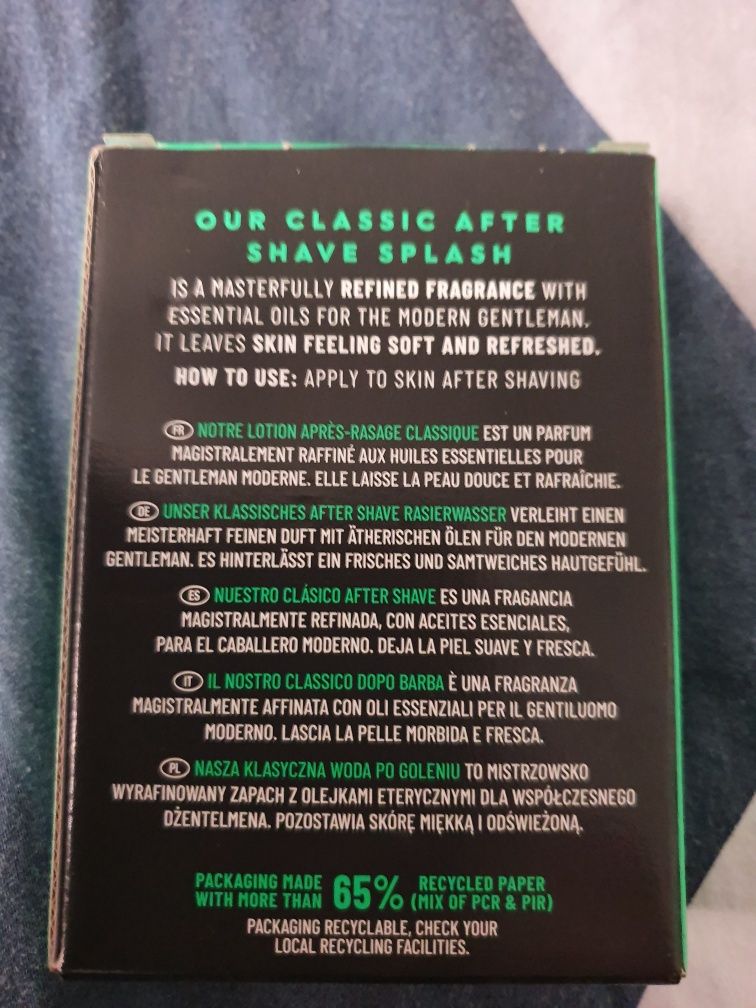 OUR CLASSIC AFTER
SHAVE SPLASH
IS A MASTERFULLY REFINED FRAGRANCE WITH
ESSENTIAL OILS FOR THE MODERN GENTLEMAN.
IT LEAVES SKIN FEELING SOFT AND REFRESHED.
HOW TO USE: APPLY TO SKIN AFTER SHAVING
FR NOTRE LOTION APRÈS-RASAGE CLASSIQUE EST UN PARFUM
MAGISTRALEMENT RAFFINÉ AUX HUILES ESSENTIELLES POUR
LE GENTLEMAN MODERNE. ELLE LAISSE LA PEAU DOUCE ET RAFRAÎCHIE.
DE UNSER KLASSISCHES AFTER SHAVE RASIERWASSER VERLEIHT EINEN
MEISTERHAFT FEINEN DUFT MIT ÄTHERISCHEN ÖLEN FÜR DEN MODERNEN
GENTLEMAN. ES HINTERLÄSST EIN FRISCHES UND SAMTWEICHES HAUTGEFÜHL.
ES NUESTRO CLÁSICO AFTER SHAVE ES UNA FRAGANCIA
MAGISTRALMENTE REFINADA, CON ACEITES ESENCIALES,
PARA EL CABALLERO MODERNO. DEJA LA PIEL SUAVE Y FRESCA.
IT IL NOSTRO CLASSICO DOPO BARBA È UNA FRAGRANZA
MAGISTRALMENTE AFFINATA CON OLI ESSENZIALI PER IL GENTILUOMO
MODERNO. LASCIA LA PELLE MORBIDA E FRESCA.
PL NASZA KLASYCZNA WODA PO GOLENIU TO MISTRZOWSKO
WYRAFINOWANY ZAPACH Z OLEJKAMI ETERYCZNYMI DLA WSPÓŁCZESNEGO
DŻENTELMENA. POZOSTAWIA SKÓRĘ MIĘKKĄ I ODŚWIEŻONĄ.
PACKAGING MADE
WITH MORE THAN 65% RECYCLED PAPER
(MIX OF PCR & PIR)
PACKAGING RECYCLABLE, CHECK YOUR
LOCAL RECYCLING FACILITIES.